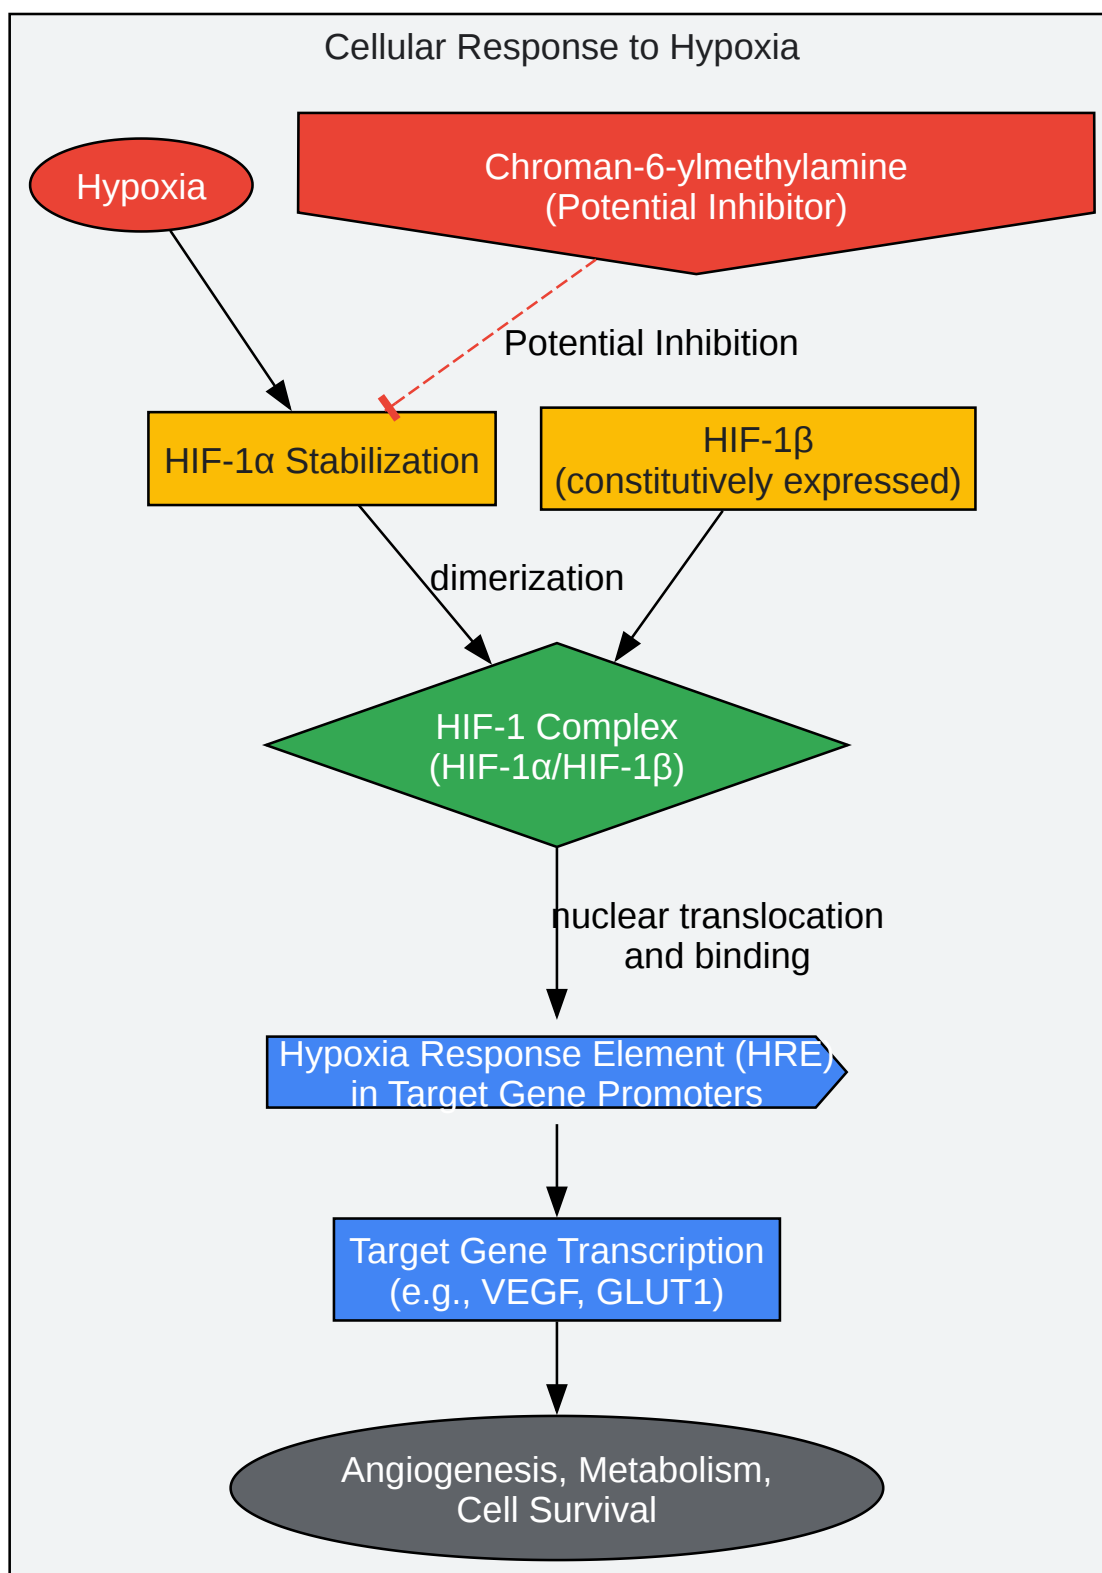 Cellular Response to Hypoxia
Hypoxia
Chroman-6-ylmethylamine
(Potential Inhibitor)
Potential Inhibition
HIF-1α Stabilization
HIF-1β
(constitutively expressed)
dimerization
HIF-1 Complex
(HIF-1α/HIF-1β)
nuclear translocation
and binding
Hypoxia Response Element (HRE)
in Target Gene Promoters
Target Gene Transcription
(e.g., VEGF, GLUT1)
Angiogenesis, Metabolism,
Cell Survival